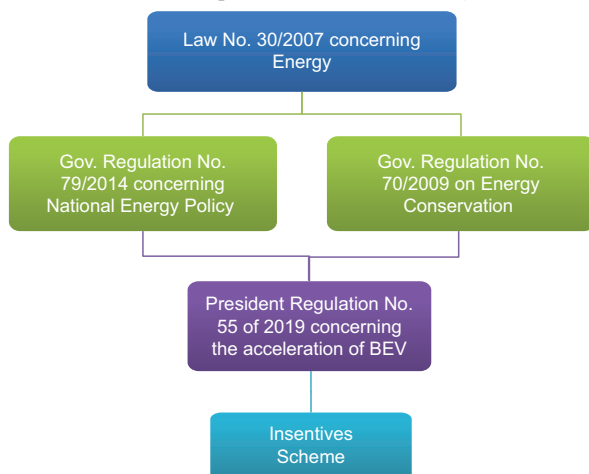 Law No. 30/2007 concerning
Energy
Gov. Regulation No.
79/2014 concerning
National Energy Policy
Gov. Regulation No.
70/2009 on Energy
Conservation
President Regulation No.
55 of 2019 concerning
the acceleration of BEV
Insentives
Scheme